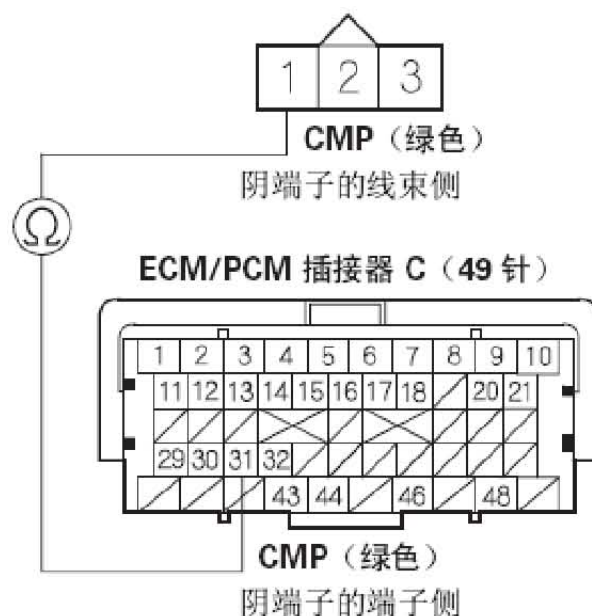 1 2 3
CMP（绿色）
阴端子的线束侧
Ω
ECM/PCM 插接器 C（49 针）
1 2 3 4 5 6 7 8 9 10
11 12 13 14 15 16 17 18 20 21
29 30 31 32
43 44 46 48
CMP（绿色）
阴端子的端子侧